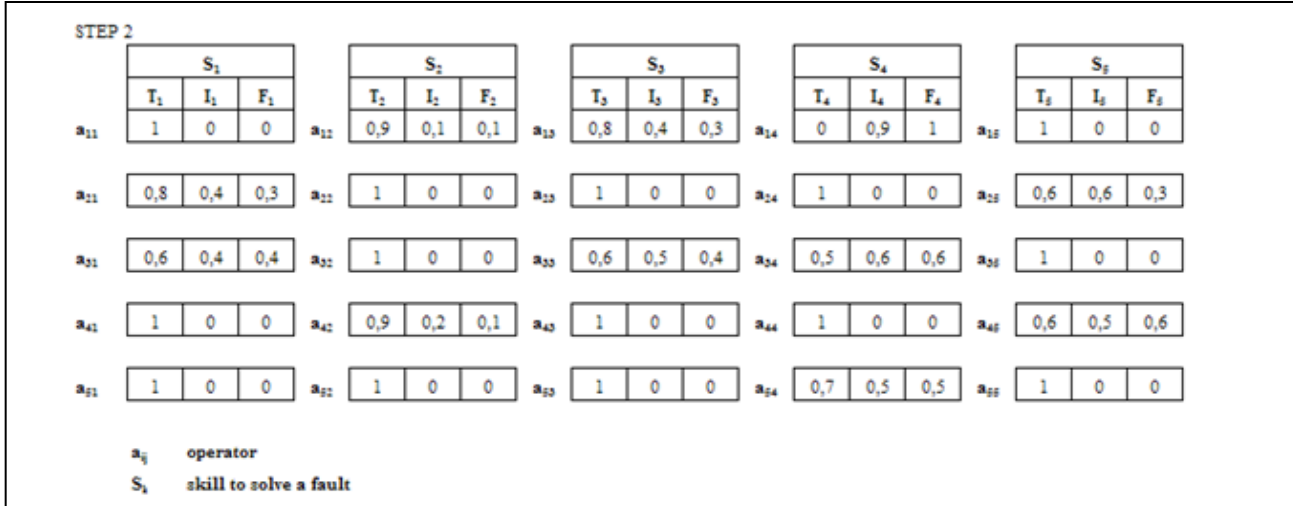 STEP 2
S₁ S₂ S₃ S₄ S₅
T₁ I₁ F₁ T₂ I₂ F₂ T₃ I₃ F₃ T₄ I₄ F₄ T₅ I₅ F₅
a₁₁ 1 0 0 a₁₂ 0,9 0,1 0,1 a₁₃ 0,8 0,4 0,3 a₁₄ 0 0,9 1 a₁₅ 1 0 0
a₂₁ 0,8 0,4 0,3 a₂₂ 1 0 0 a₂₃ 1 0 0 a₂₄ 1 0 0 a₂₅ 0,6 0,6 0,3
a₃₁ 0,6 0,4 0,4 a₃₂ 1 0 0 a₃₃ 0,6 0,5 0,4 a₃₄ 0,5 0,6 0,6 a₃₅ 1 0 0
a₄₁ 1 0 0 a₄₂ 0,9 0,2 0,1 a₄₃ 1 0 0 a₄₄ 1 0 0 a₄₅ 0,6 0,5 0,6
a₅₁ 1 0 0 a₅₂ 1 0 0 a₅₃ 1 0 0 a₅₄ 0,7 0,5 0,5 a₅₅ 1 0 0
aᵢⱼ operator
Sₖ skill to solve a fault